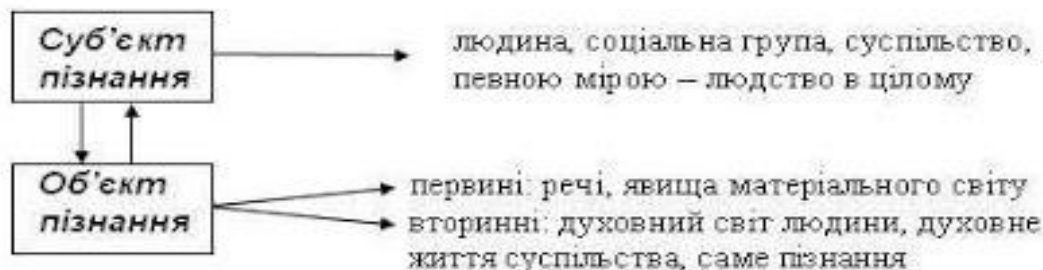 Суб'єкт
пізнання
людина, соціальна група, суспільство,
певною мірою – людство в цілому
Об'єкт
пізнання
первині: речі, явища матеріального світу
вторинні: духовний світ людини, духовне
життя суспільства, саме пізнання